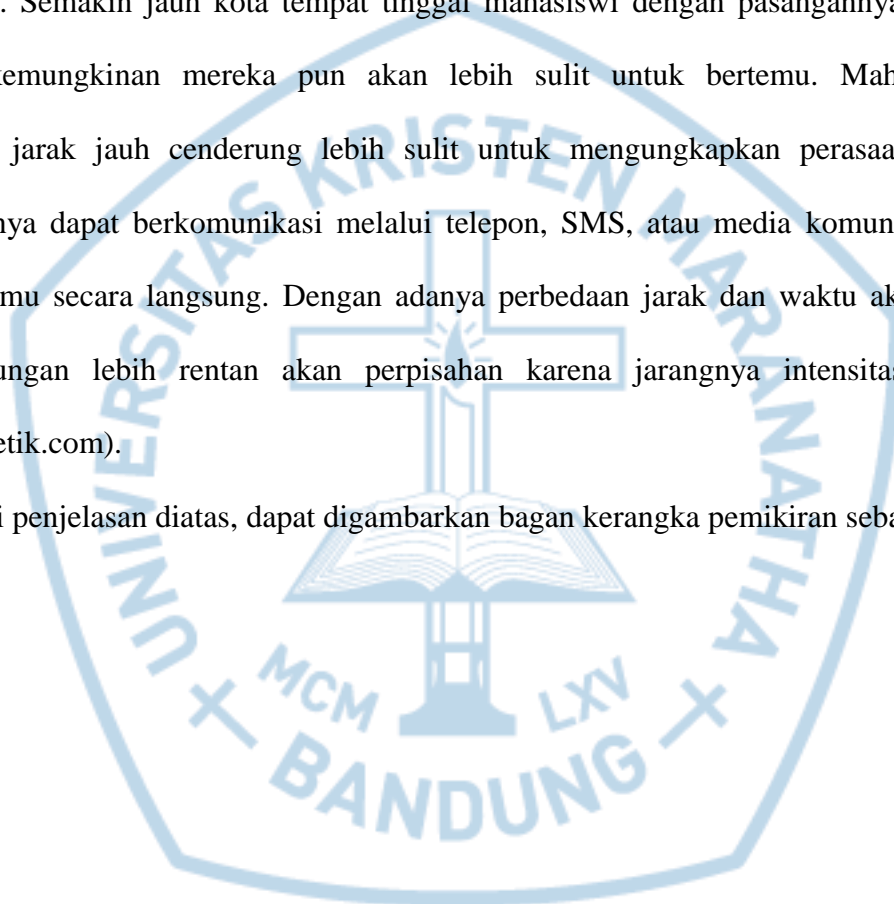 . Semakin jauh kota tempat tinggal mahasiswi dengan pasangannya
kemungkinan mereka pun akan lebih sulit untuk bertemu. Mah
jarak jauh cenderung lebih sulit untuk mengungkapkan perasaa
nya dapat berkomunikasi melalui telepon, SMS, atau media komun
mu secara langsung. Dengan adanya perbedaan jarak dan waktu ak
ungan lebih rentan akan perpisahan karena jarangnya intensitas
etik.com).
i penjelasan diatas, dapat digambarkan bagan kerangka pemikiran seba
UNIVERSITAS KRISTEN MARANATHA
MCM LXV
BANDUNG